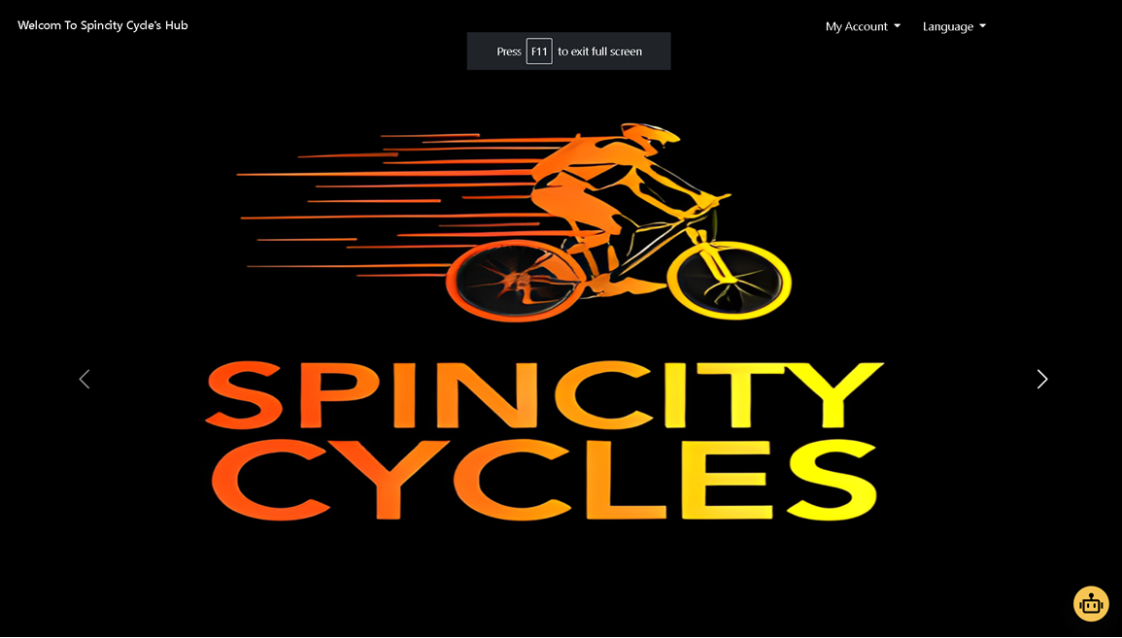 Welcom To Spincity Cycle's Hub
My Account
Language
Press F11 to exit full screen
SPINCITY
CYCLES